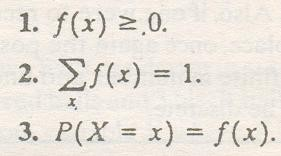 1. f(x) ≥ 0.
2. ∑ₓ f(x) = 1.
3. P(X = x) = f(x).